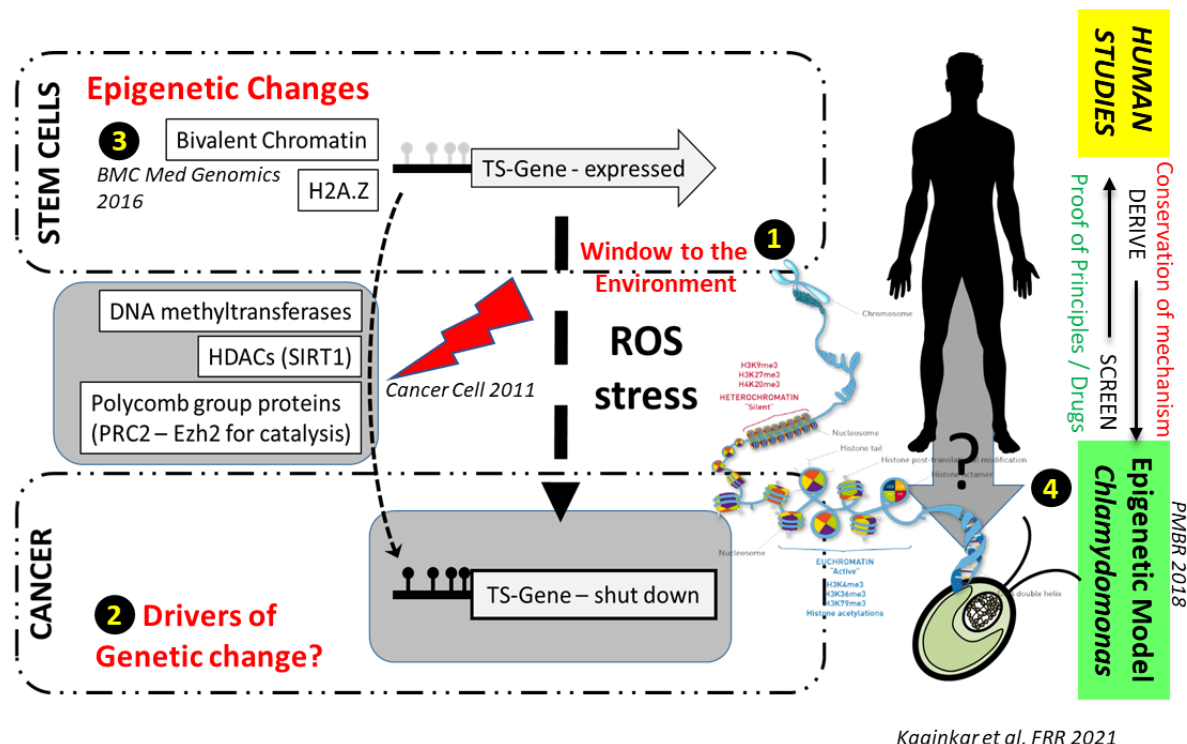 STEM CELLS
Epigenetic Changes
3
Bivalent Chromatin
BMC Med Genomics
2016
H2A.Z
TS-Gene - expressed
1
Window to the
Environment
DNA methyltransferases
HDACs (SIRT1)
Polycomb group proteins
(PRC2 – Ezh2 for catalysis)
Cancer Cell 2011
ROS
stress
Chromosome
H3K9me3
H3K27me3
H4K20me3
HETEROCHROMATIN
"Silent"
Nucleosome
Histone tail
Histone post-translational modification
Histone octamer
Nucleosome
EUCHROMATIN
"Active"
H3K4me3
H3K36me3
H3K79me3
Histone acetylations
double helix
CANCER
TS-Gene – shut down
2
Drivers of
Genetic change?
?
4
HUMAN
STUDIES
Conservation of mechanism
DERIVE
SCREEN
Proof of Principles / Drugs
Epigenetic Model
Chlamydomonas
PMBR 2018
Kaginkar et al. FRR 2021